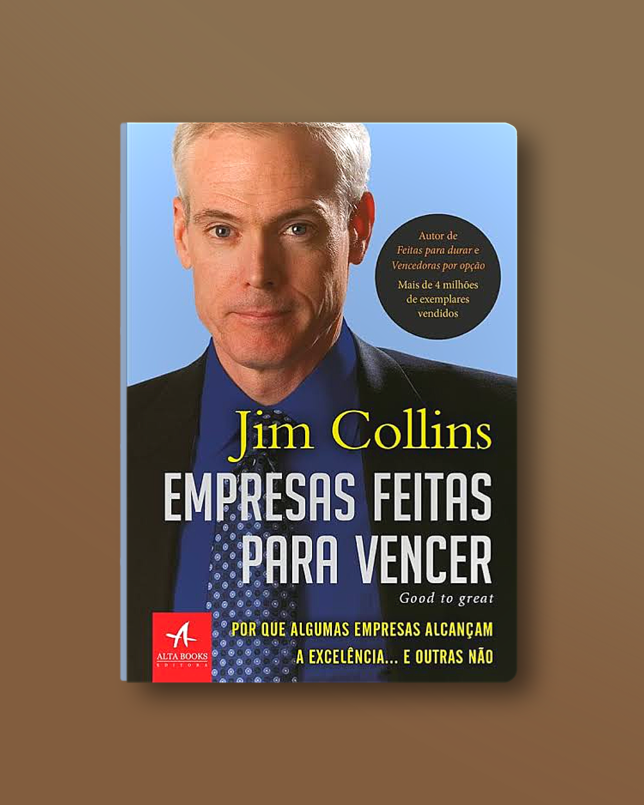 Autor de
Feitas para durar e
Vencedoras por opção
Mais de 4 milhões
de exemplares
vendidos
Jim Collins
EMPRESAS FEITAS
PARA VENCER
Good to great
POR QUE ALGUMAS EMPRESAS ALCANÇAM
A EXCELÊNCIA... E OUTRAS NÃO
ALTA BOOKS
EDITORA